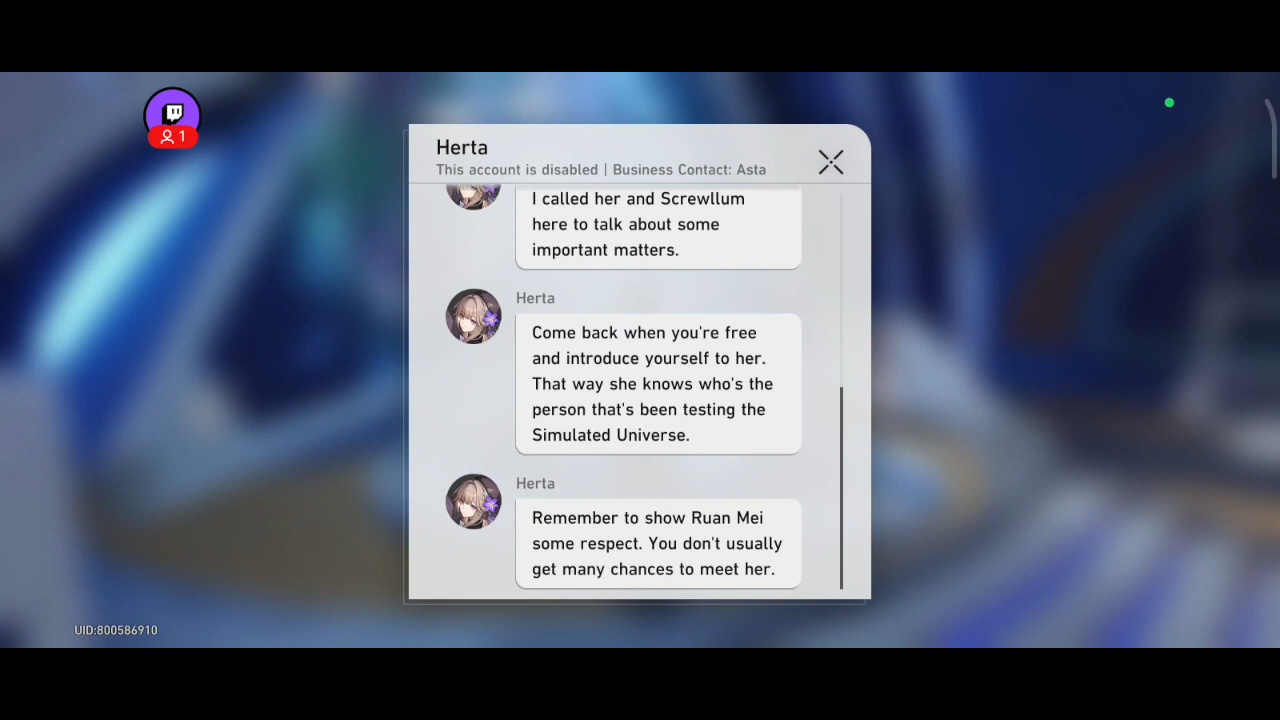 1
Herta
This account is disabled | Business Contact: Asta
I called her and Screwllum
here to talk about some
important matters.
Herta
Come back when you're free
and introduce yourself to her.
That way she knows who's the
person that's been testing the
Simulated Universe.
Herta
Remember to show Ruan Mei
some respect. You don't usually
get many chances to meet her.
UID:800586910